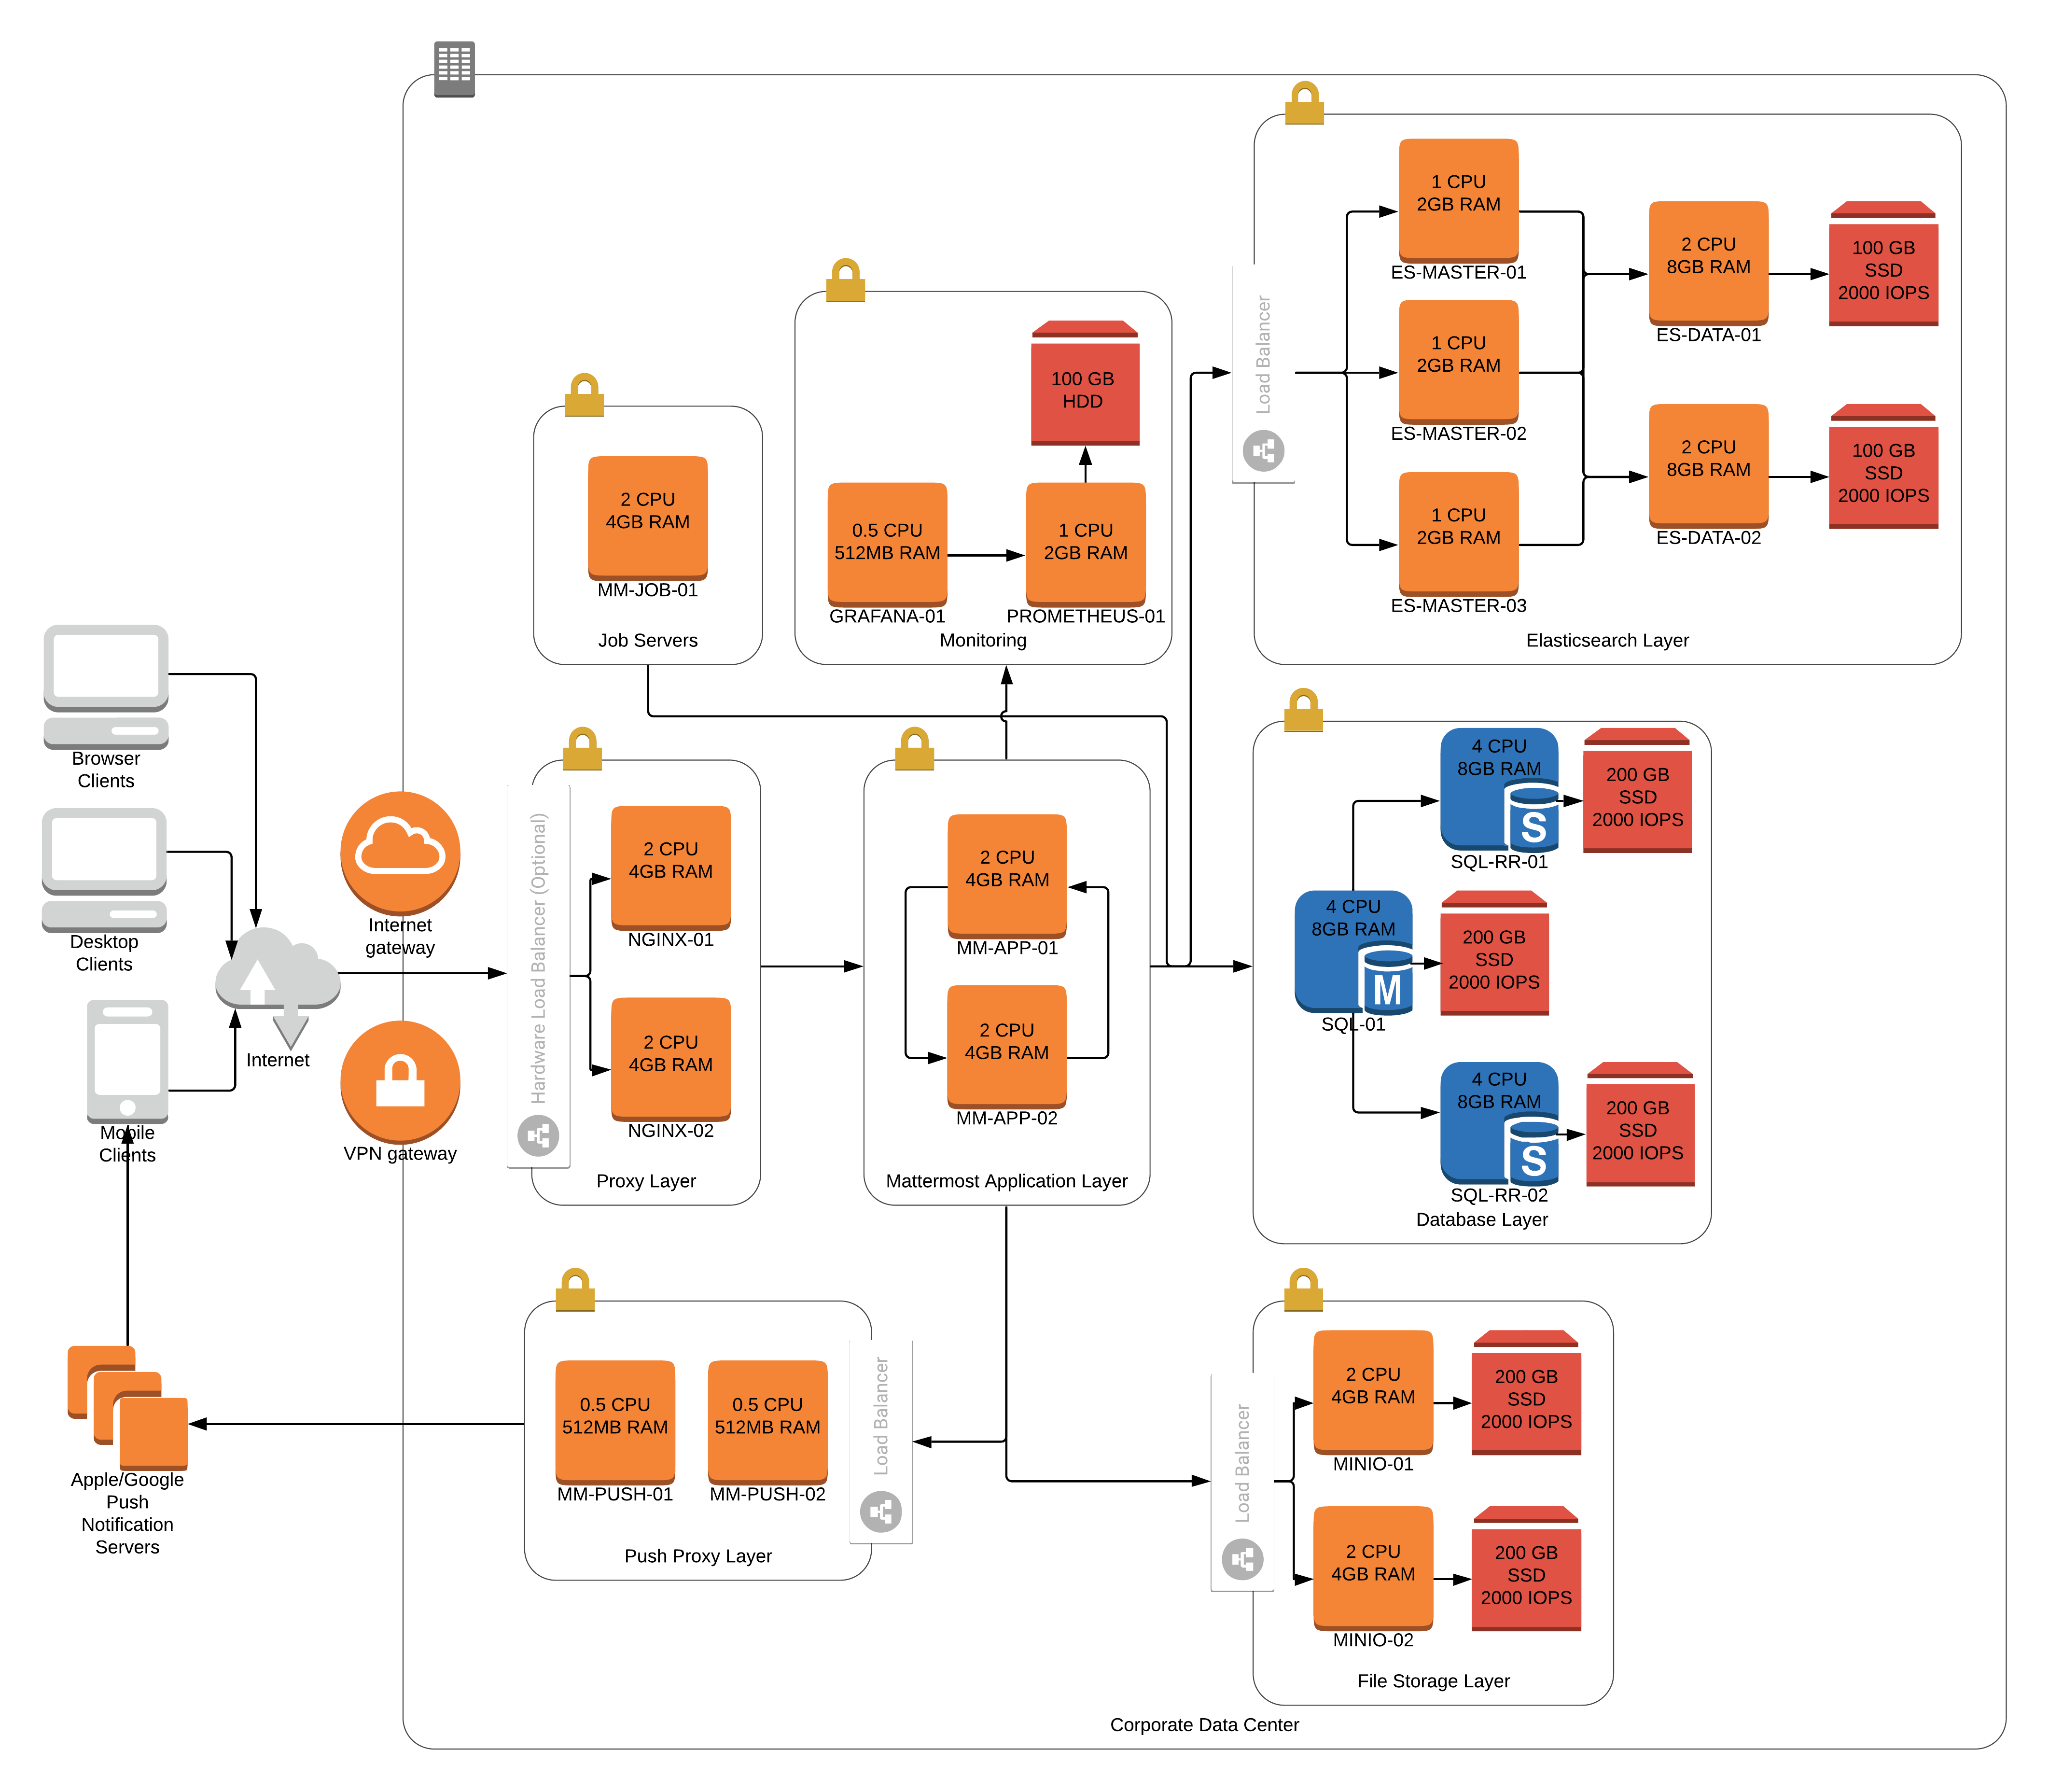 1 CPU
2GB RAM
ES-MASTER-01
1 CPU
2GB RAM
ES-MASTER-02
1 CPU
2GB RAM
ES-MASTER-03
2 CPU
8GB RAM
ES-DATA-01
100 GB
SSD
2000 IOPS
2 CPU
8GB RAM
ES-DATA-02
100 GB
SSD
2000 IOPS
Load Balancer
Elasticsearch Layer
100 GB
HDD
0.5 CPU
512MB RAM
GRAFANA-01
1 CPU
2GB RAM
PROMETHEUS-01
Monitoring
2 CPU
4GB RAM
MM-JOB-01
Job Servers
Browser
Clients
Desktop
Clients
Mobile
Clients
Internet
Internet
gateway
VPN gateway
Hardware Load Balancer (Optional)
2 CPU
4GB RAM
NGINX-01
2 CPU
4GB RAM
NGINX-02
Proxy Layer
2 CPU
4GB RAM
MM-APP-01
2 CPU
4GB RAM
MM-APP-02
Mattermost Application Layer
4 CPU
8GB RAM
S
SQL-RR-01
200 GB
SSD
2000 IOPS
4 CPU
8GB RAM
M
SQL-01
200 GB
SSD
2000 IOPS
4 CPU
8GB RAM
S
SQL-RR-02
200 GB
SSD
2000 IOPS
Database Layer
Apple/Google
Push
Notification
Servers
0.5 CPU
512MB RAM
MM-PUSH-01
0.5 CPU
512MB RAM
MM-PUSH-02
Load Balancer
Push Proxy Layer
Load Balancer
2 CPU
4GB RAM
MINIO-01
200 GB
SSD
2000 IOPS
2 CPU
4GB RAM
MINIO-02
200 GB
SSD
2000 IOPS
File Storage Layer
Corporate Data Center